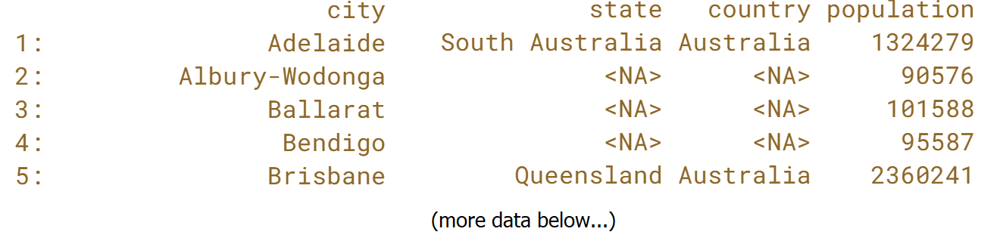 city state country population
1: Adelaide South Australia Australia 1324279
2: Albury-Wodonga <NA> <NA> 90576
3: Ballarat <NA> <NA> 101588
4: Bendigo <NA> <NA> 95587
5: Brisbane Queensland Australia 2360241
(more data below...)